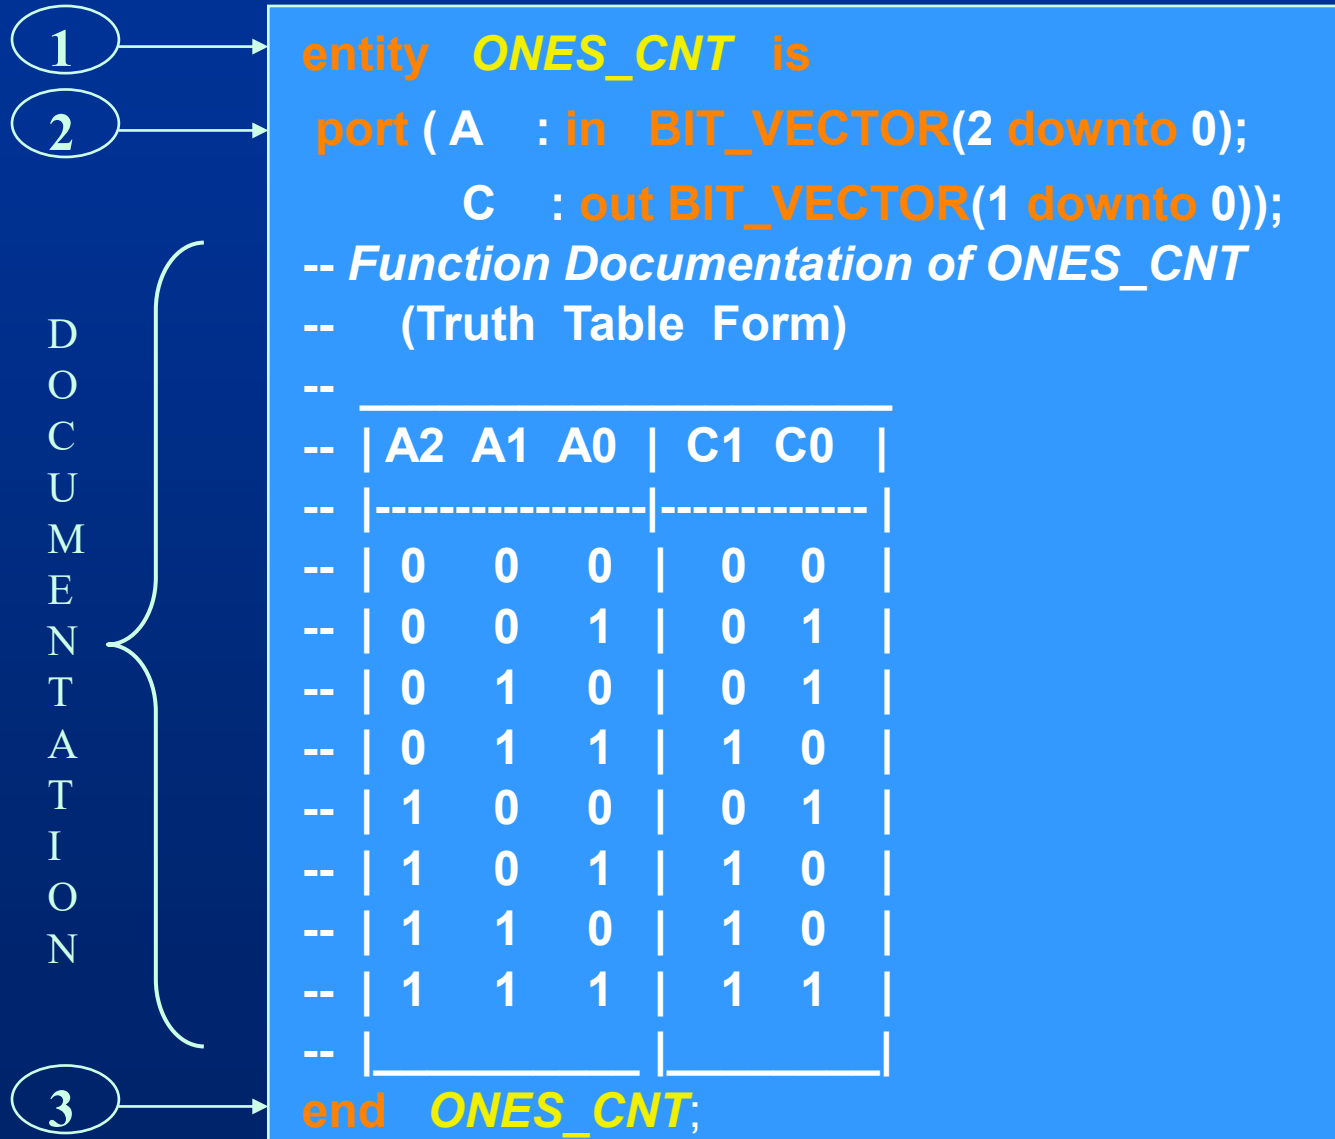 1
entity ONES_CNT is
2
port ( A : in BIT_VECTOR(2 downto 0);
C : out BIT_VECTOR(1 downto 0));
DOCUMENTATION
-- Function Documentation of ONES_CNT
-- (Truth Table Form)
-- ____________________
-- | A2 A1 A0 | C1 C0 |
-- |-----------------|------------- |
-- | 0 0 0 | 0 0 |
-- | 0 0 1 | 0 1 |
-- | 0 1 0 | 0 1 |
-- | 0 1 1 | 1 0 |
-- | 1 0 0 | 0 1 |
-- | 1 0 1 | 1 0 |
-- | 1 1 0 | 1 0 |
-- | 1 1 1 | 1 1 |
-- |__________ |________|
3
end ONES_CNT;